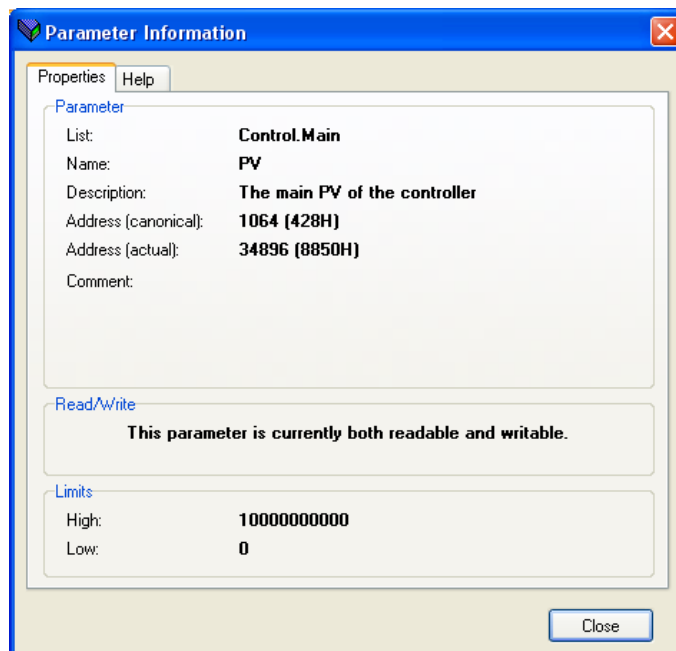 Parameter Information
Properties Help
Parameter
List: Control.Main
Name: PV
Description: The main PV of the controller
Address (canonical): 1064 (428H)
Address (actual): 34896 (8850H)
Comment:
Read/Write
This parameter is currently both readable and writable.
Limits
High: 10000000000
Low: 0
Close